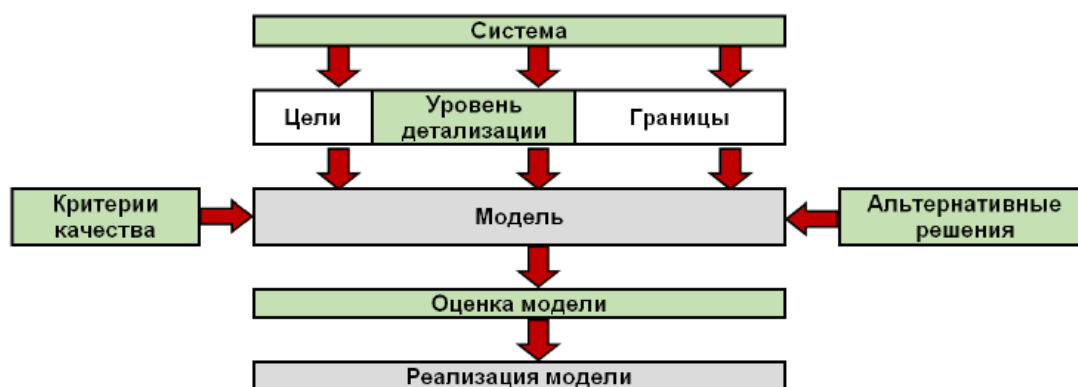 Система
Цели
Уровень
детализации
Границы
Критерии
качества
Модель
Альтернативные
решения
Оценка модели
Реализация модели